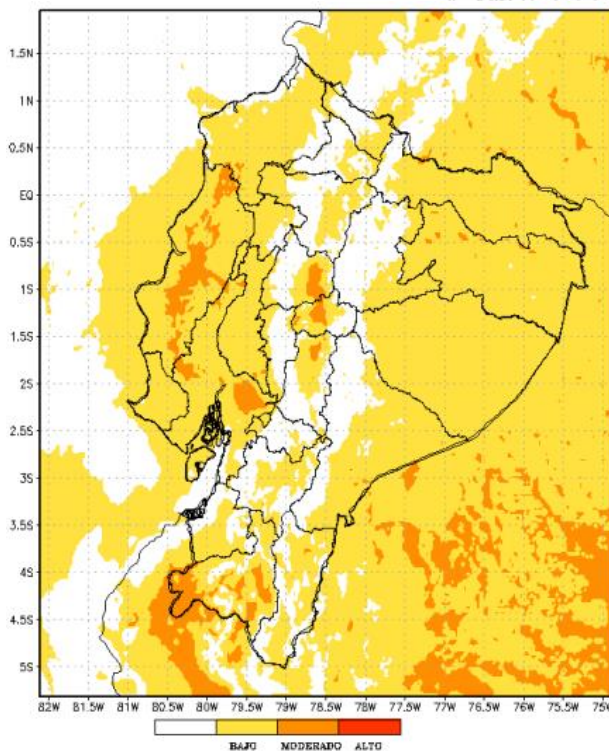 1.5N
1N
0.5N
EQ
0.5S
1S
1.5S
2S
2.5S
3S
3.5S
4S
4.5S
5S
82W 81.5W 81W 80.5W 80W 79.5W 79W 78.5W 78W 77.5W 77W 76.5W 76W 75.5W
BAJO MODERADO ALTO